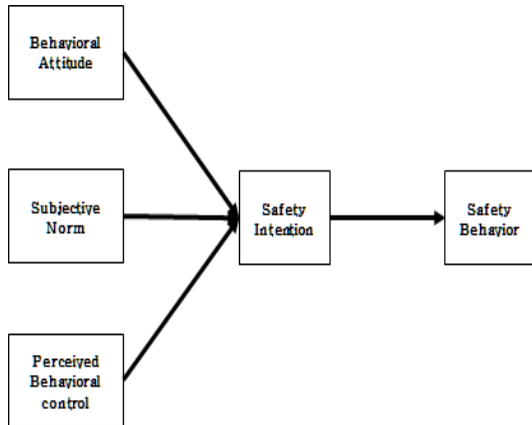 Behavioral
Attitude
Subjective
Norm
Safety
Intention
Safety
Behavior
Perceived
Behavioral
control